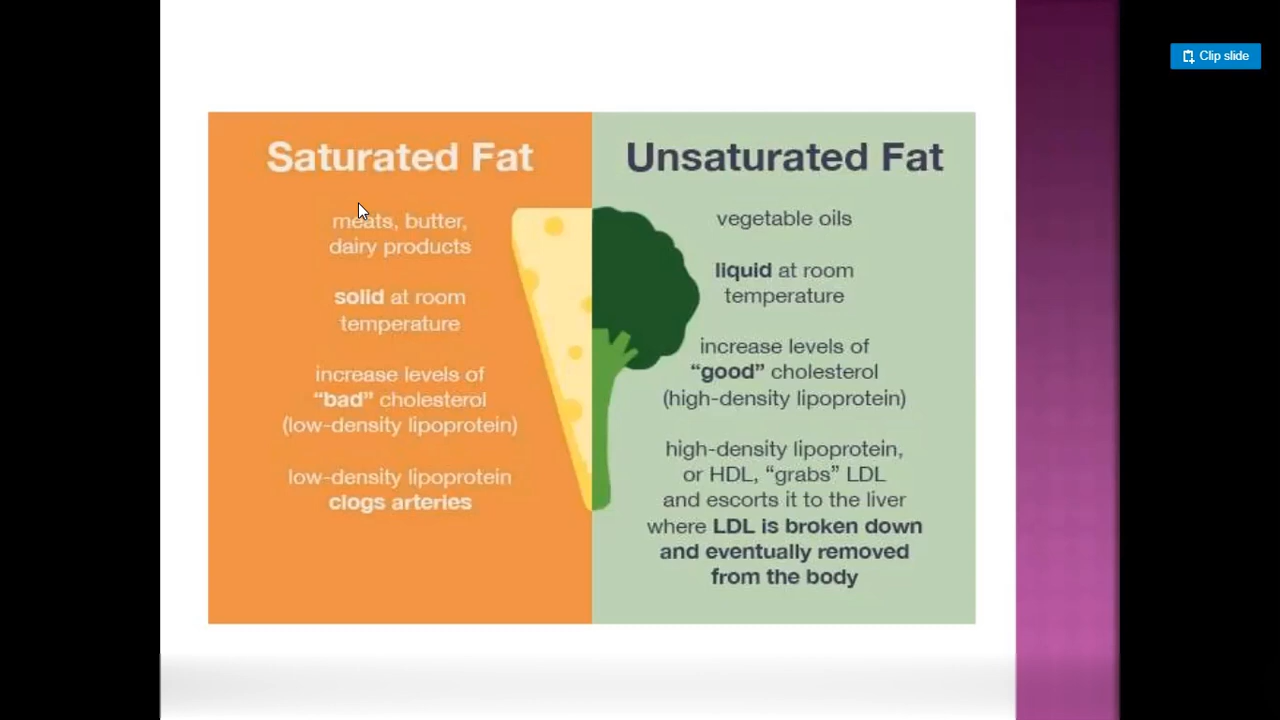 Clip slide
Saturated Fat
meats, butter,
dairy products
solid at room
temperature
increase levels of
“bad” cholesterol
(low-density lipoprotein)
low-density lipoprotein
clogs arteries
Unsaturated Fat
vegetable oils
liquid at room
temperature
increase levels of
“good” cholesterol
(high-density lipoprotein)
high-density lipoprotein,
or HDL, “grabs” LDL
and escorts it to the liver
where LDL is broken down
and eventually removed
from the body